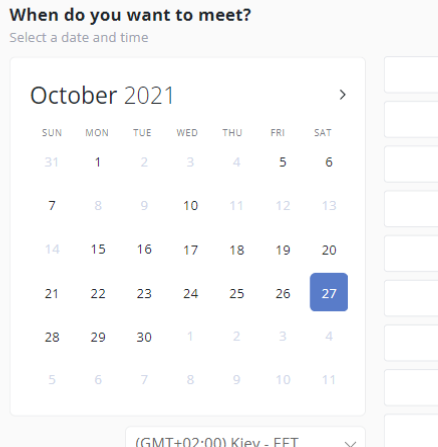 When do you want to meet?
Select a date and time
October 2021
SUN MON TUE WED THU FRI SAT
31 1 2 3 4 5 6
7 8 9 10 11 12 13
14 15 16 17 18 19 20
21 22 23 24 25 26 27
28 29 30 1 2 3 4
5 6 7 8 9 10 11
(GMT+02:00) Kiev - EET